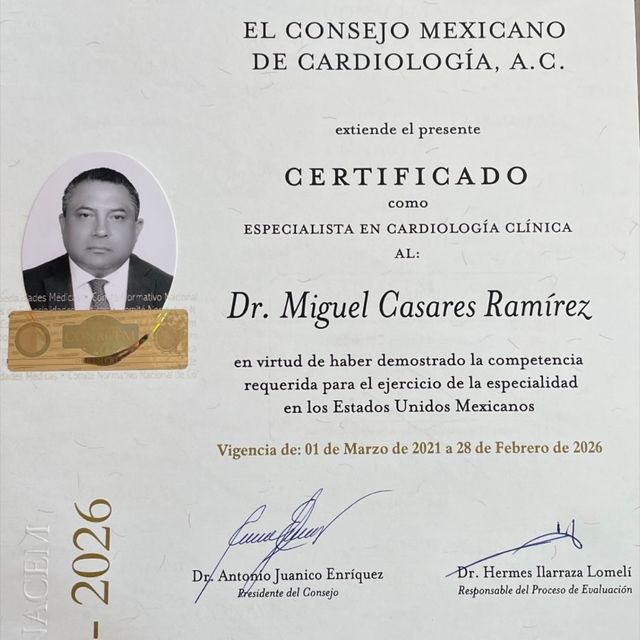 EL CONSEJO MEXICANO
DE CARDIOLOGÍA, A.C.
extiende el presente
CERTIFICADO
como
ESPECIALISTA EN CARDIOLOGÍA CLÍNICA
AL:
Dr. Miguel Casares Ramírez
en virtud de haber demostrado la competencia
requerida para el ejercicio de la especialidad
en los Estados Unidos Mexicanos
Vigencia de: 01 de Marzo de 2021 a 28 de Febrero de 2026
Dr. Antonio Juanico Enríquez
Presidente del Consejo
Dr. Hermes Ilarraza Lomelí
Responsable del Proceso de Evaluación
NACEM
- 2026